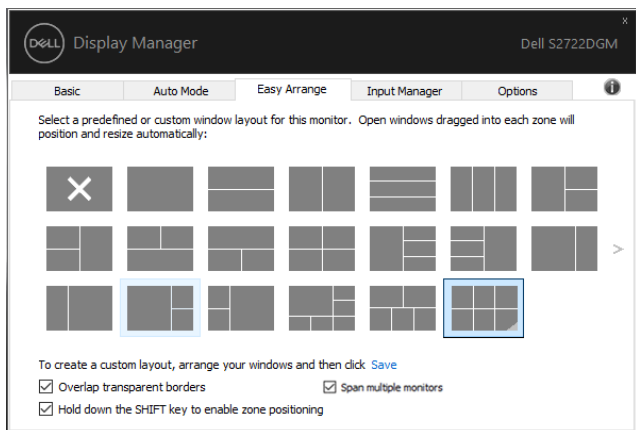 DELL Display Manager
x
Dell S2722DGM
Basic Auto Mode Easy Arrange Input Manager Options i
Select a predefined or custom window layout for this monitor. Open windows dragged into each zone will
position and resize automatically:
>
To create a custom layout, arrange your windows and then click Save
Overlap transparent borders Span multiple monitors
Hold down the SHIFT key to enable zone positioning